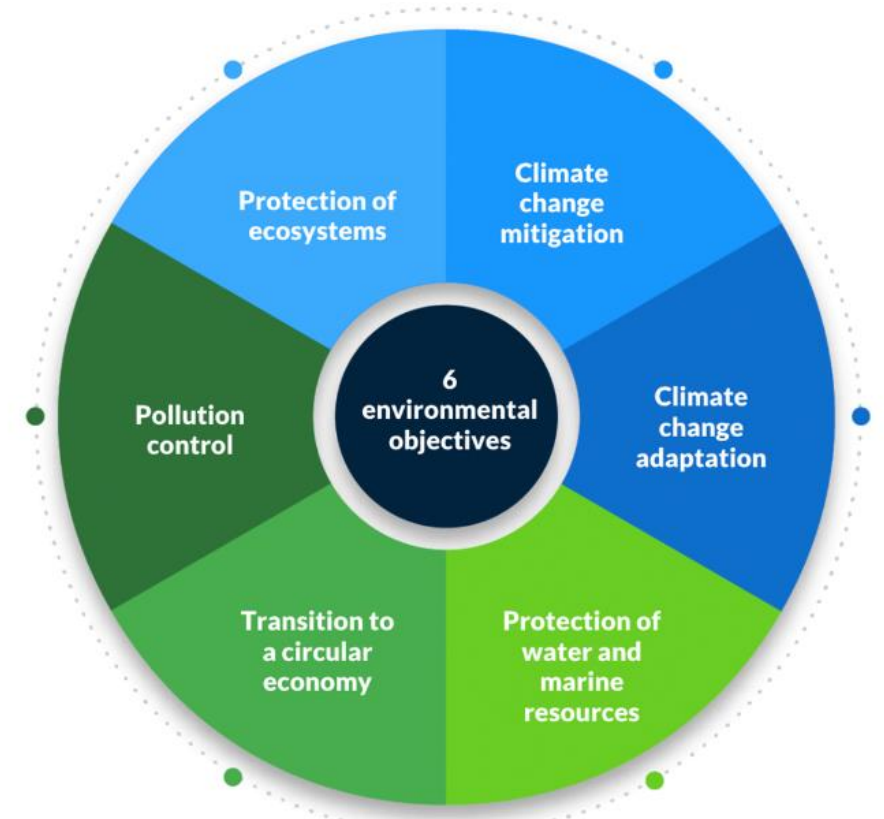 Protection of
ecosystems
Climate
change
mitigation
6
environmental
objectives
Pollution
control
Climate
change
adaptation
Transition to
a circular
economy
Protection of
water and
marine
resources